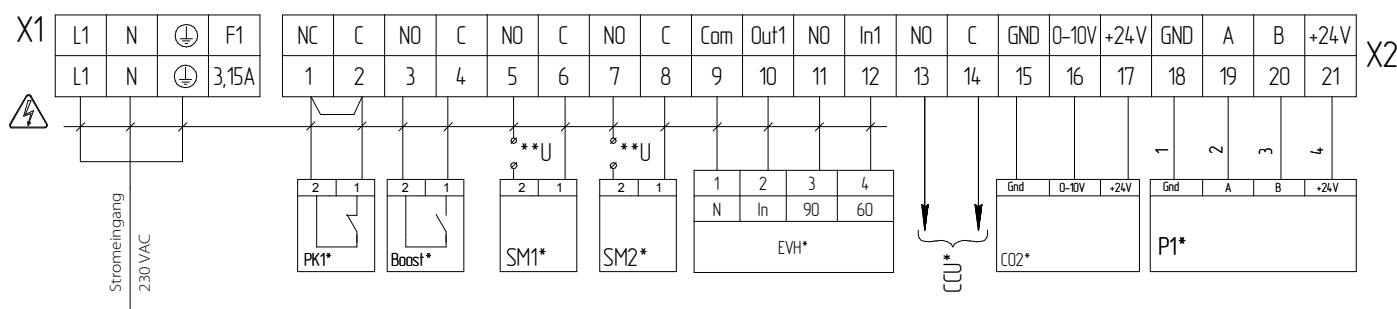 X1 L1 N F1 NC C NO C NO C NO C Com Out1 NO In1 NO C GND 0-10V +24V GND A B +24V X2
L1 N 3,15A 1 2 3 4 5 6 7 8 9 10 11 12 13 14 15 16 17 18 19 20 21
**U **U
1 2 3 4
2 1 2 1 2 1 2 1 1 2 3 4 Gnd 0-10V +24V Gnd A B +24V
N In 90 60
PK1* Boost* SM1* SM2* EVH* CCU* CO2* P1*
Stromeingang
230 VAC